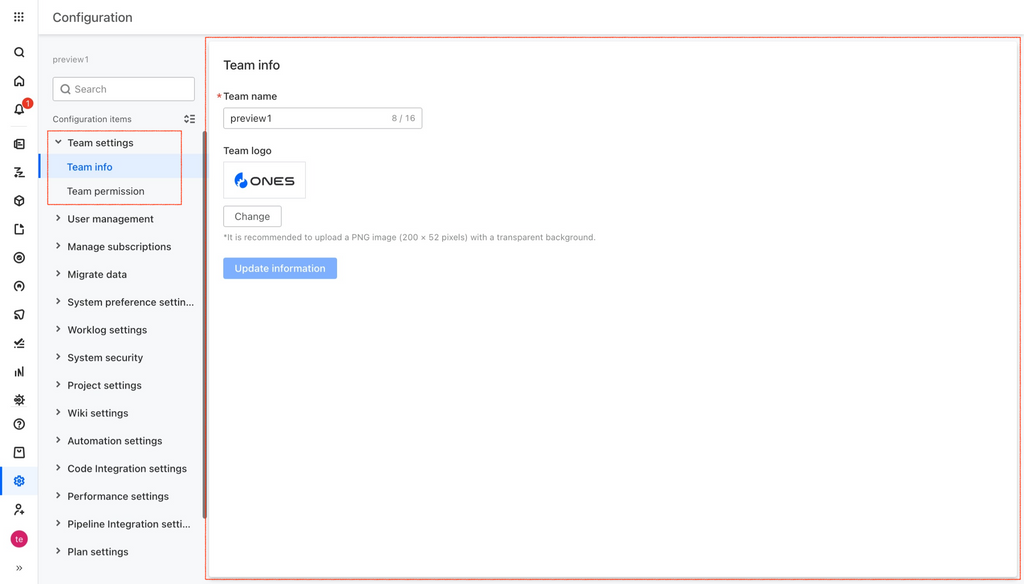 Configuration
preview1
Search
Configuration items
Team settings
Team info
Team permission
User management
Manage subscriptions
Migrate data
System preference settin...
Worklog settings
System security
Project settings
Wiki settings
Automation settings
Code Integration settings
Performance settings
Pipeline Integration setti...
Plan settings
1
te
Team info
* Team name
preview1 8 / 16
Team logo
ONES
Change
*It is recommended to upload a PNG image (200 × 52 pixels) with a transparent background.
Update information